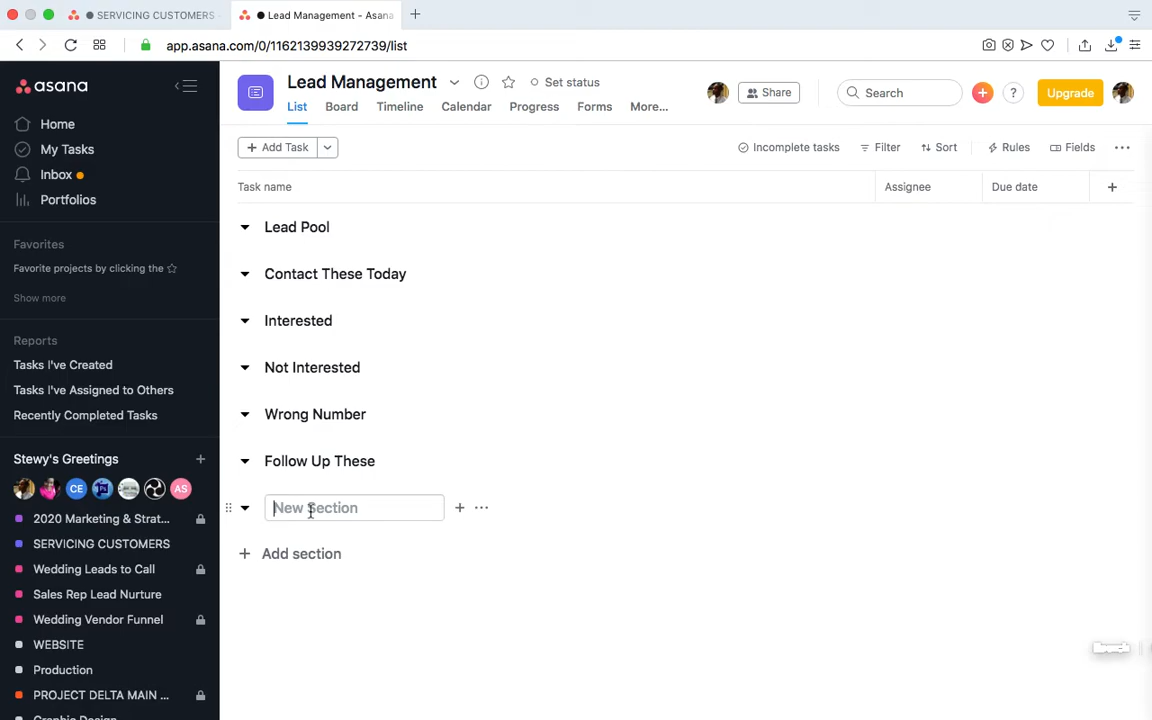 SERVICING CUSTOMERS
Lead Management - Asana
app.asana.com/0/1162139939272739/list
asana
Home
My Tasks
Inbox
Portfolios
Favorites
Favorite projects by clicking the
Show more
Reports
Tasks I've Created
Tasks I've Assigned to Others
Recently Completed Tasks
Stewy's Greetings
CE
AS
2020 Marketing & Strat...
SERVICING CUSTOMERS
Wedding Leads to Call
Sales Rep Lead Nurture
Wedding Vendor Funnel
WEBSITE
Production
PROJECT DELTA MAIN ...
Graphic Design
Lead Management
Set status
Share
Search
?
Upgrade
List
Board
Timeline
Calendar
Progress
Forms
More...
+ Add Task
Incomplete tasks
Filter
Sort
Rules
Fields
Task name
Assignee
Due date
Lead Pool
Contact These Today
Interested
Not Interested
Wrong Number
Follow Up These
New Section
+ Add section